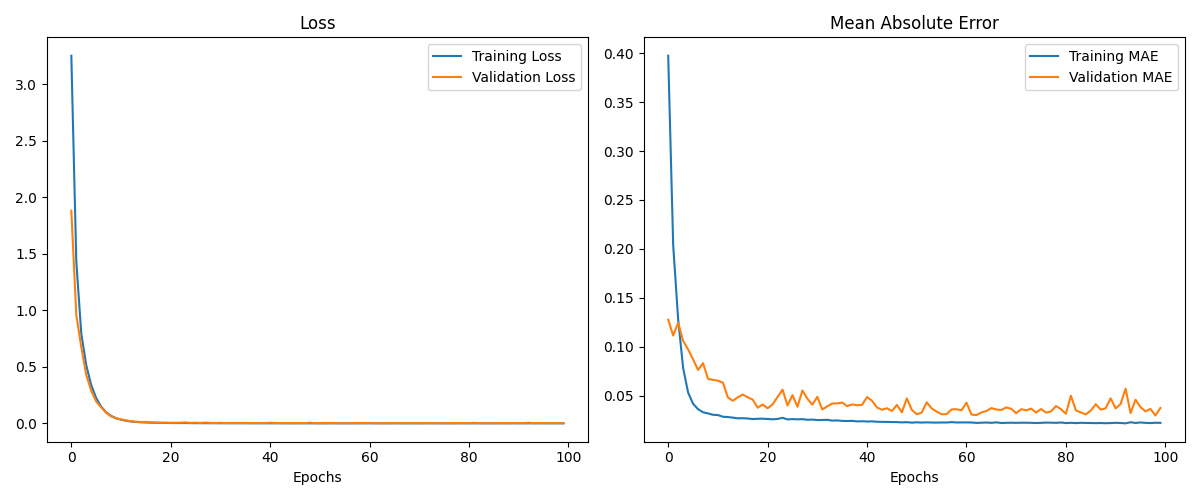 Loss
Training Loss
Validation Loss
3.0
2.5
2.0
1.5
1.0
0.5
0.0
0 20 40 60 80 100
Epochs
Mean Absolute Error
Training MAE
Validation MAE
0.40
0.35
0.30
0.25
0.20
0.15
0.10
0.05
0 20 40 60 80 100
Epochs